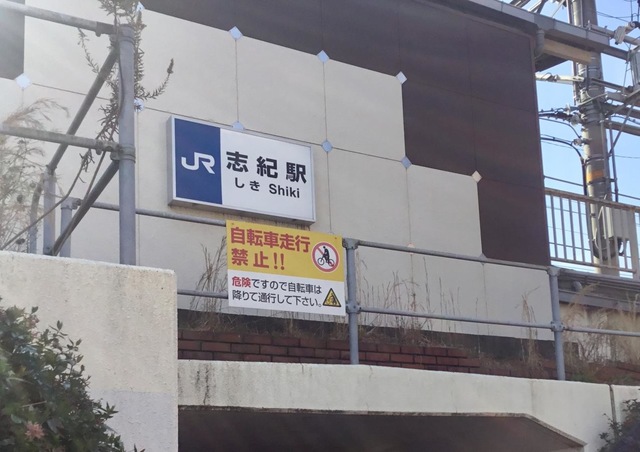 JR 志紀駅
しき Shiki
自転車走行
禁止!!
危険ですので自転車は
降りて通行して下さい。